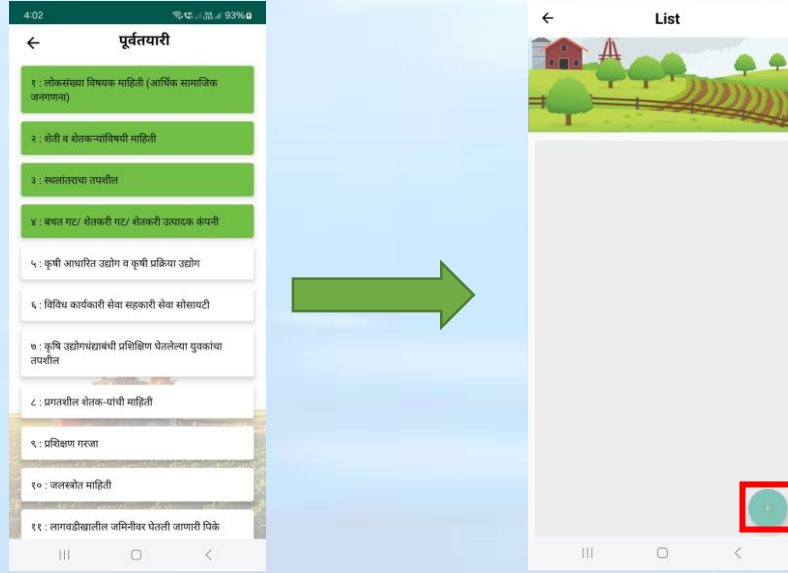 4:02 93%
पूर्वतयारी
१ : लोकसंख्या विषयक माहिती (आर्थिक सामाजिक
जनगणना)
२ : शेती व शेतकऱ्यांविषयी माहिती
३ : स्थलांतराचा तपशील
४ : बचत गट/ शेतकरी गट/ शेतकरी उत्पादक कंपनी
५ : कृषी आधारित उद्योग व कृषी प्रक्रिया उद्योग
६ : विविध कार्यकारी सेवा सहकारी सेवा सोसायटी
७ : कृषि उद्योगधंद्याबंधी प्रशिक्षिण घेतलेल्या युवकांचा
तपशील
८ : प्रगतशील शेतक-यांची माहिती
९ : प्रशिक्षण गरजा
१० : जलस्त्रोत माहिती
११ : लागवडीखालील जमिनीवर घेतली जाणारी पिके
List